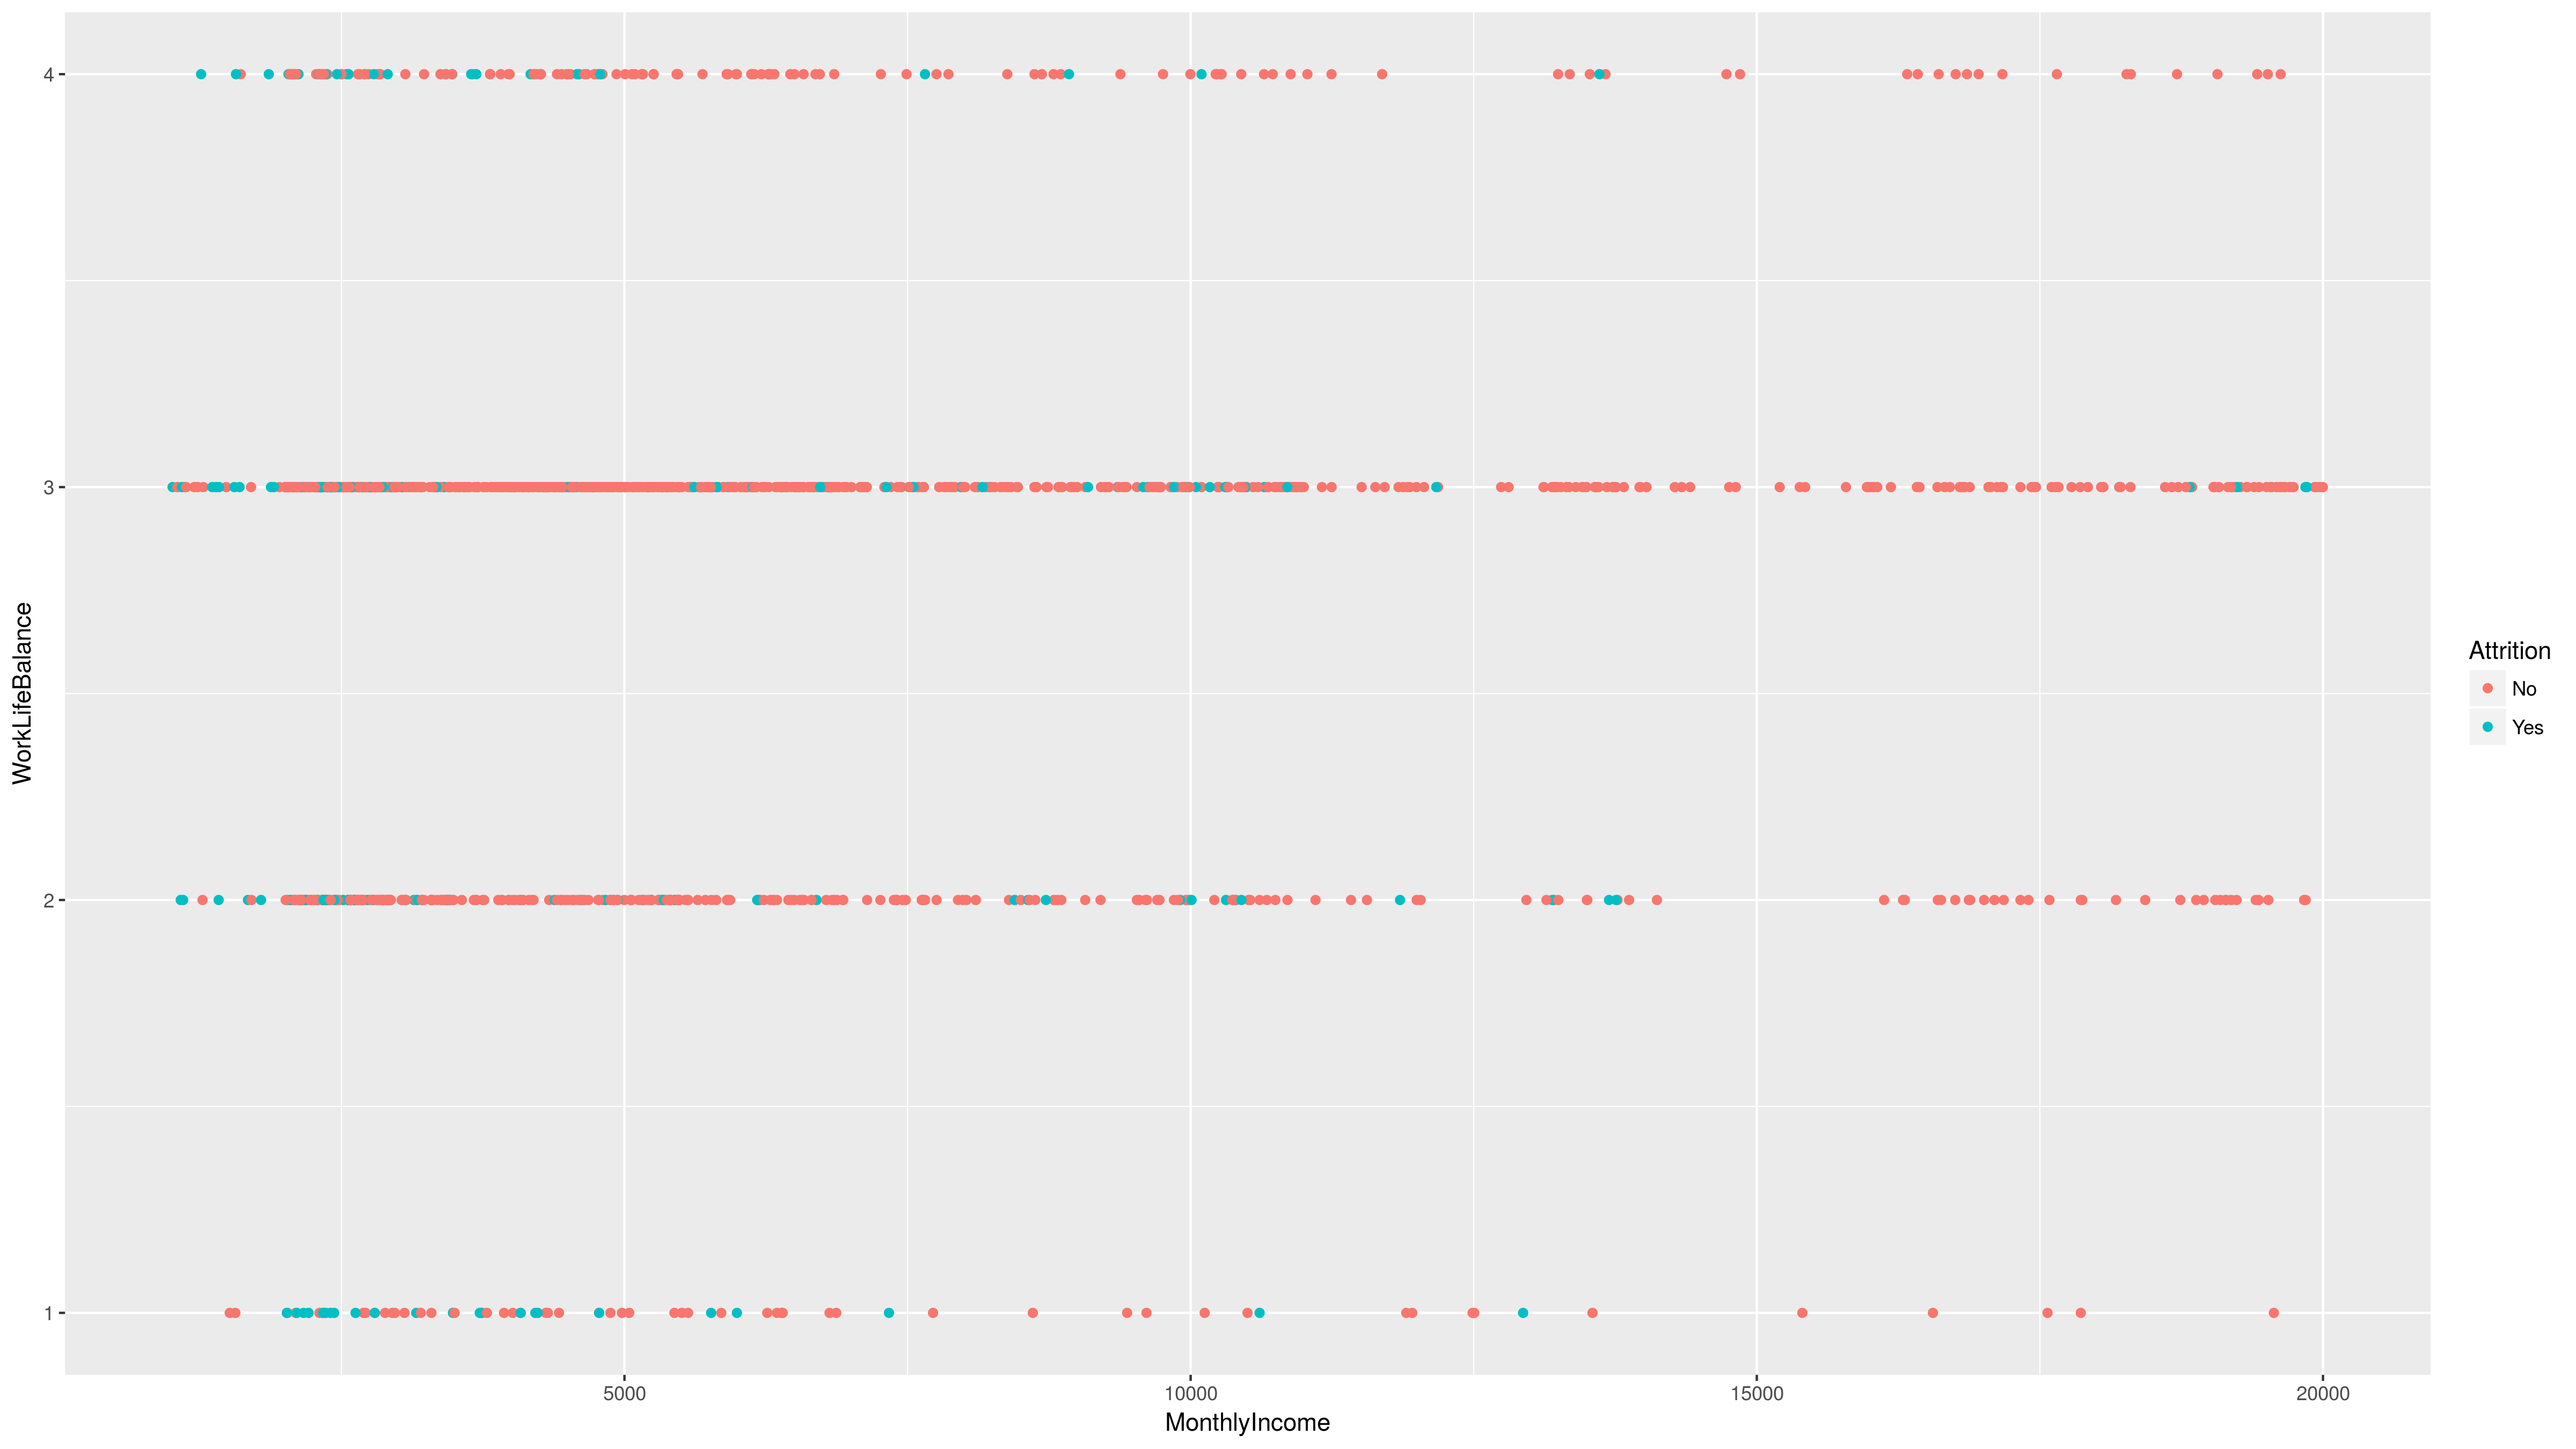 WorkLifeBalance
4
3
2
1
5000
10000
15000
20000
MonthlyIncome
Attrition
No
Yes